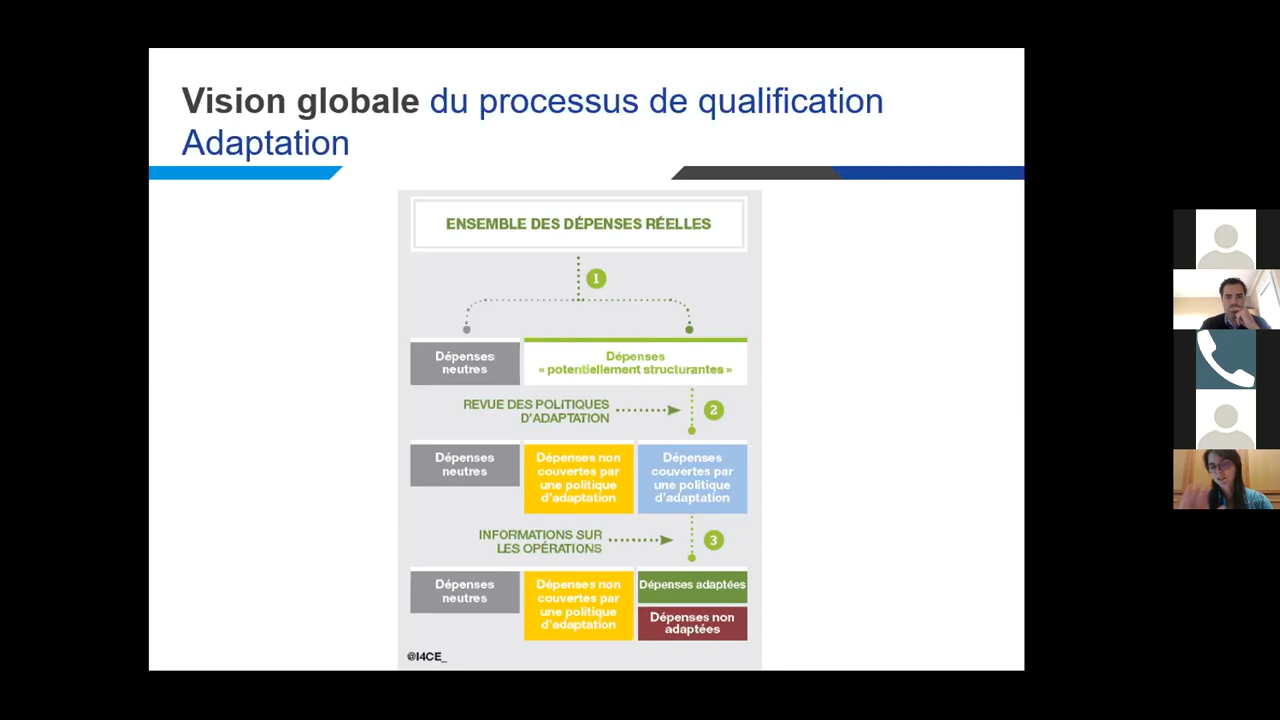 Vision globale du processus de qualification
Adaptation
ENSEMBLE DES DÉPENSES RÉELLES
1
Dépenses
neutres
Dépenses
« potentiellement structurantes »
REVUE DES POLITIQUES
D'ADAPTATION
2
Dépenses
neutres
Dépenses non
couvertes par
une politique
d'adaptation
Dépenses
couvertes par
une politique
d'adaptation
INFORMATIONS SUR
LES OPÉRATIONS
3
Dépenses
neutres
Dépenses non
couvertes par
une politique
d'adaptation
Dépenses adaptées
Dépenses non
adaptées
@I4CE_